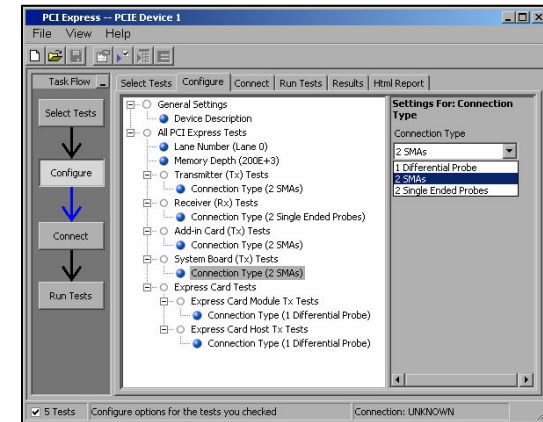 PCI Express -- PCIE Device 1
File View Help
Task Flow
Select Tests
Configure
Connect
Run Tests
Select Tests Configure Connect Run Tests Results Html Report
General Settings
Device Description
All PCI Express Tests
Lane Number (Lane 0)
Memory Depth (200E+3)
Transmitter (Tx) Tests
Connection Type (2 SMAs)
Receiver (Rx) Tests
Connection Type (2 Single Ended Probes)
Add-in Card (Tx) Tests
Connection Type (2 SMAs)
System Board (Tx) Tests
Connection Type (2 SMAs)
Express Card Tests
Express Card Module Tx Tests
Connection Type (1 Differential Probe)
Express Card Host Tx Tests
Connection Type (1 Differential Probe)
Settings For: Connection
Type
Connection Type
2 SMAs
1 Differential Probe
2 SMAs
2 Single Ended Probes
5 Tests Configure options for the tests you checked Connection: UNKNOWN